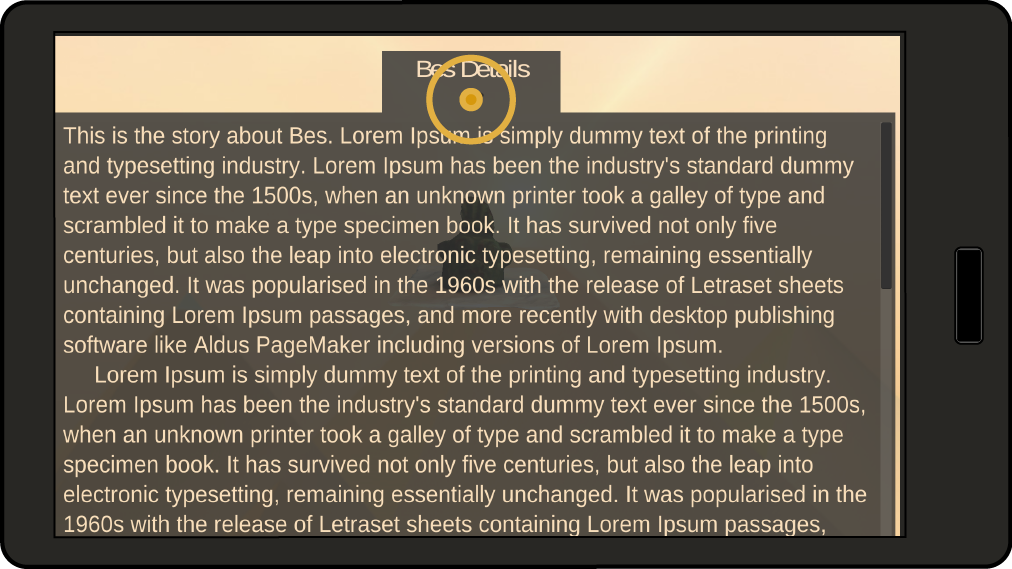 Bes Details
This is the story about Bes. Lorem Ipsum is simply dummy text of the printing
and typesetting industry. Lorem Ipsum has been the industry's standard dummy
text ever since the 1500s, when an unknown printer took a galley of type and
scrambled it to make a type specimen book. It has survived not only five
centuries, but also the leap into electronic typesetting, remaining essentially
unchanged. It was popularised in the 1960s with the release of Letraset sheets
containing Lorem Ipsum passages, and more recently with desktop publishing
software like Aldus PageMaker including versions of Lorem Ipsum.
Lorem Ipsum is simply dummy text of the printing and typesetting industry.
Lorem Ipsum has been the industry's standard dummy text ever since the 1500s,
when an unknown printer took a galley of type and scrambled it to make a type
specimen book. It has survived not only five centuries, but also the leap into
electronic typesetting, remaining essentially unchanged. It was popularised in the
1960s with the release of Letraset sheets containing Lorem Ipsum passages,